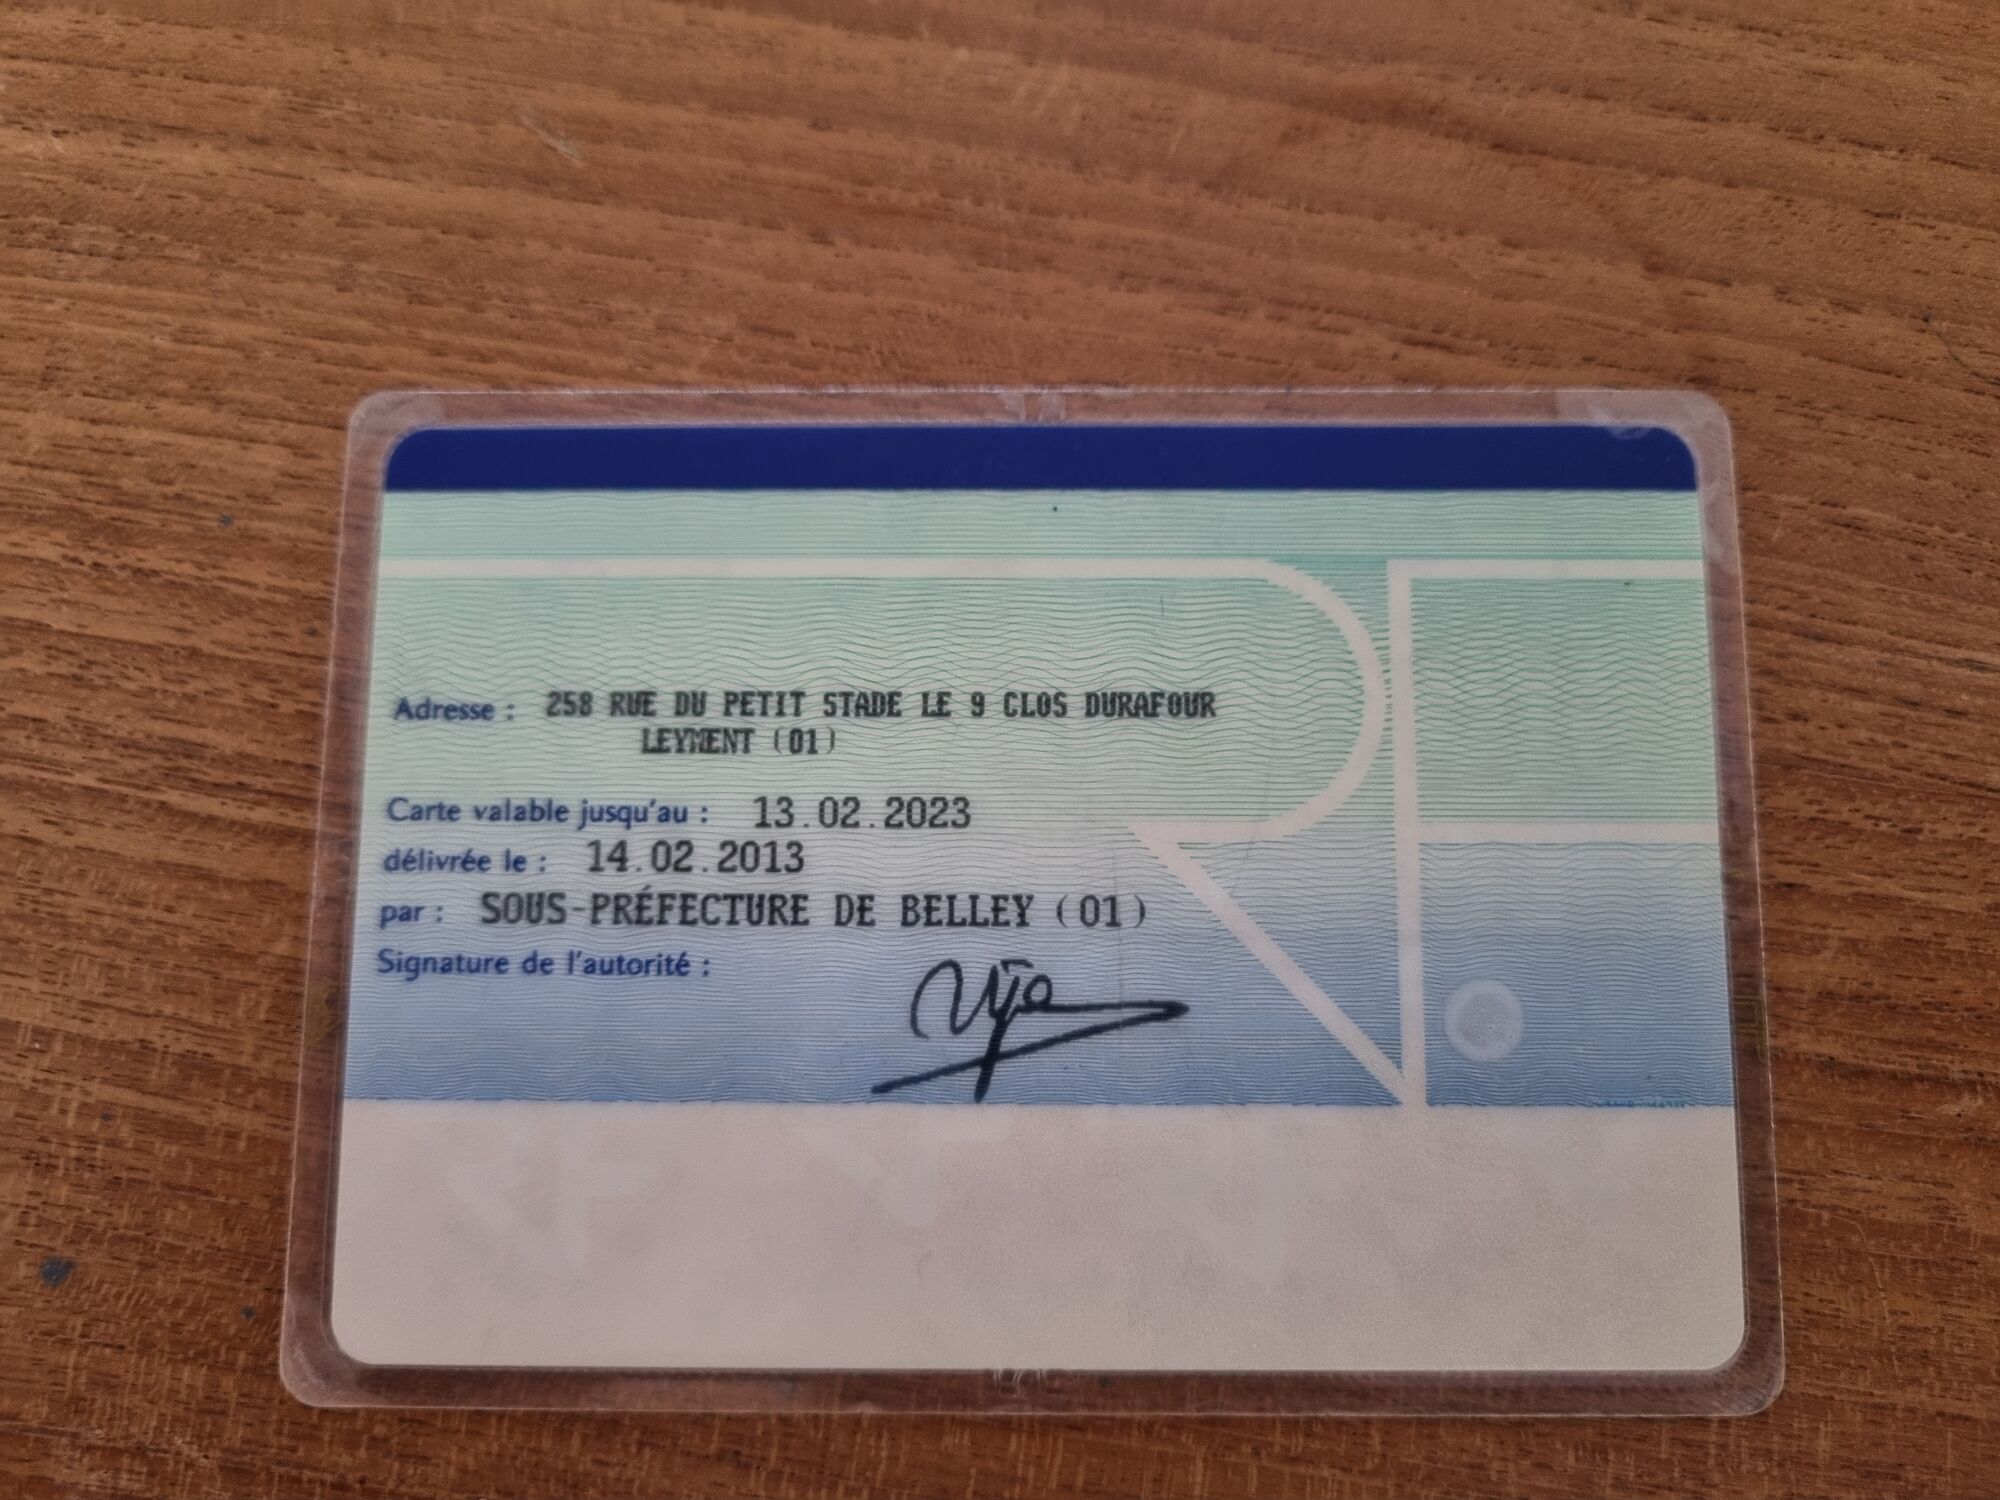 Adresse : 258 RUE DU PETIT STADE LE 9 CLOS DURAFOUR
LEYMENT (01)
Carte valable jusqu'au : 13.02.2023
délivrée le : 14.02.2013
par : SOUS-PRÉFECTURE DE BELLEY (01)
Signature de l'autorité :
RF